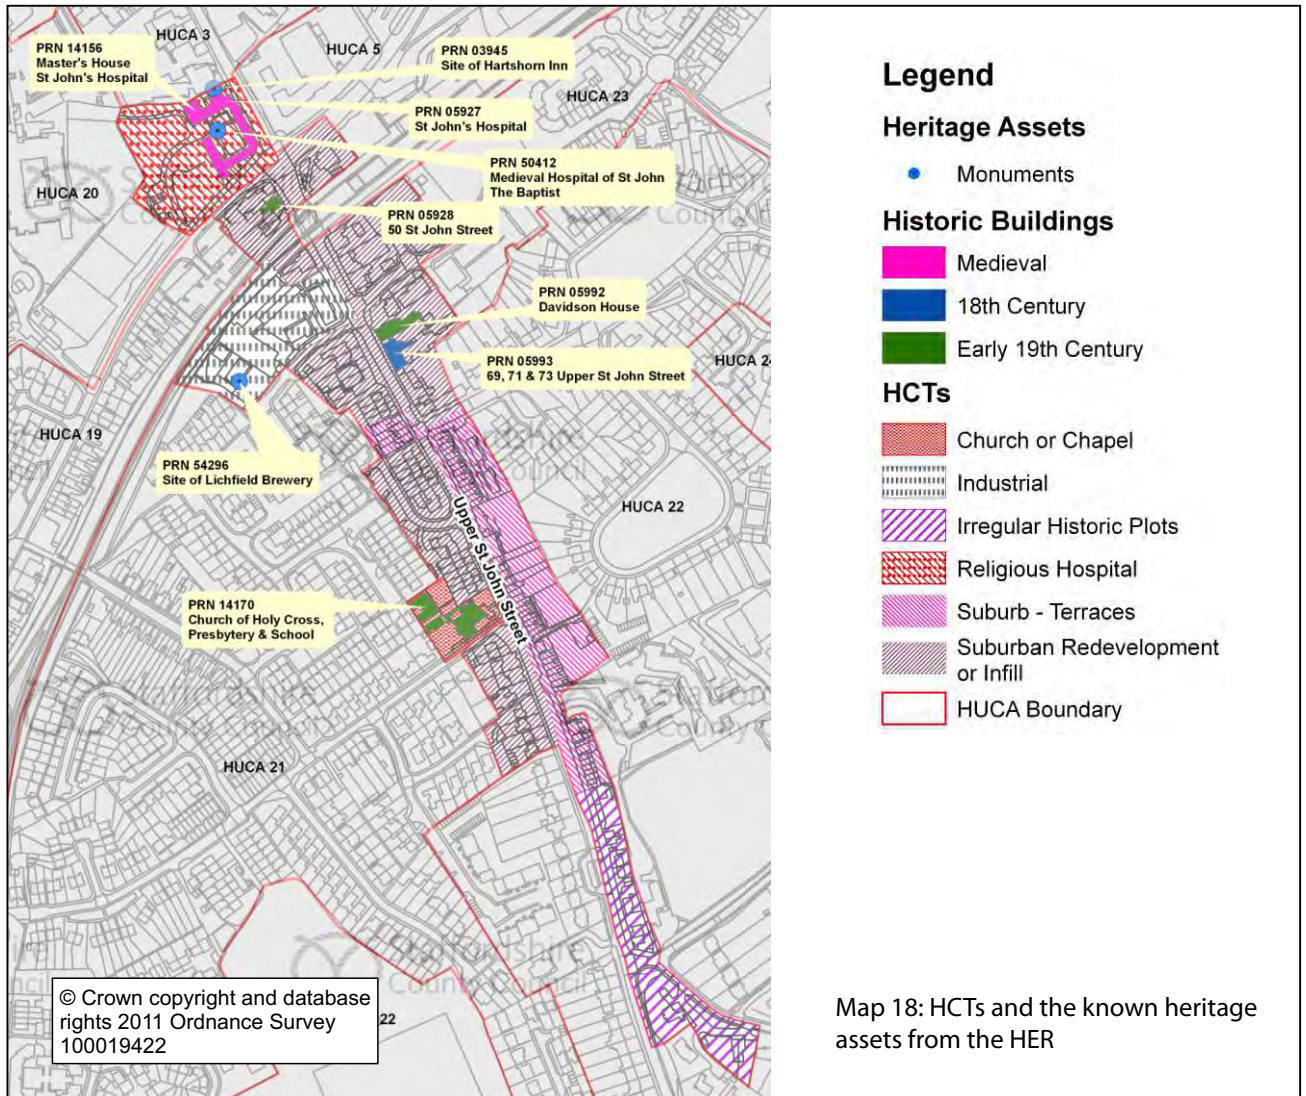 HUCA 3
PRN 14156
Master's House
St John's Hospital
HUCA 5
PRN 03945
Site of Hartshorn Inn
HUCA 23
PRN 05927
St John's Hospital
PRN 50412
Medieval Hospital of St John
The Baptist
HUCA 20
PRN 05928
50 St John Street
PRN 05992
Davidson House
PRN 05993
69, 71 & 73 Upper St John Street
HUCA 24
HUCA 19
PRN 54296
Site of Lichfield Brewery
HUCA 22
Upper St John Street
PRN 14170
Church of Holy Cross,
Presbytery & School
HUCA 21
22
Staffordshire
County Council
© Crown copyright and database
rights 2011 Ordnance Survey
100019422
Legend
Heritage Assets
Monuments
Historic Buildings
Medieval
18th Century
Early 19th Century
HCTs
Church or Chapel
Industrial
Irregular Historic Plots
Religious Hospital
Suburb - Terraces
Suburban Redevelopment
or Infill
HUCA Boundary
Map 18: HCTs and the known heritage
assets from the HER